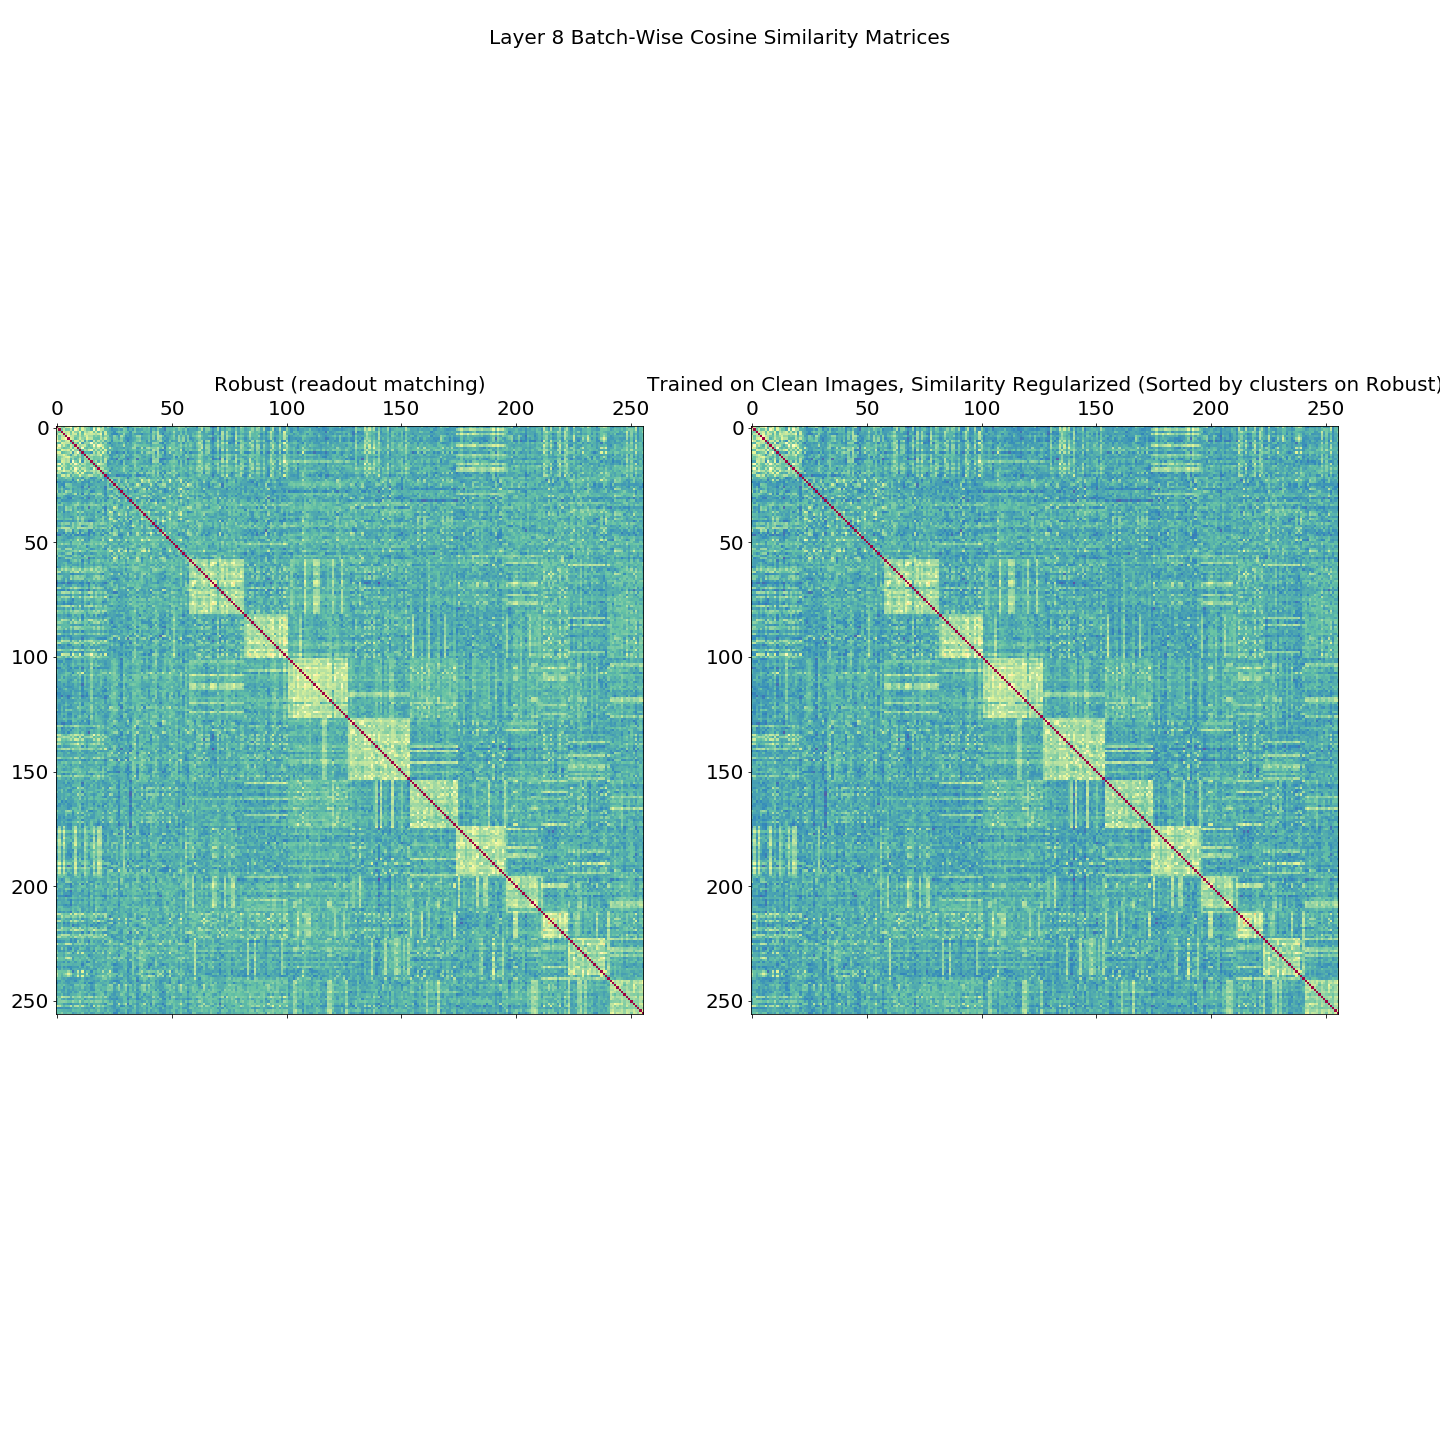 Layer 8 Batch-Wise Cosine Similarity Matrices
Robust (readout matching)
Trained on Clean Images, Similarity Regularized (Sorted by clusters on Robust)
0 50 100 150 200 250
0 50 100 150 200 250
0
50
100
150
200
250
0
50
100
150
200
250